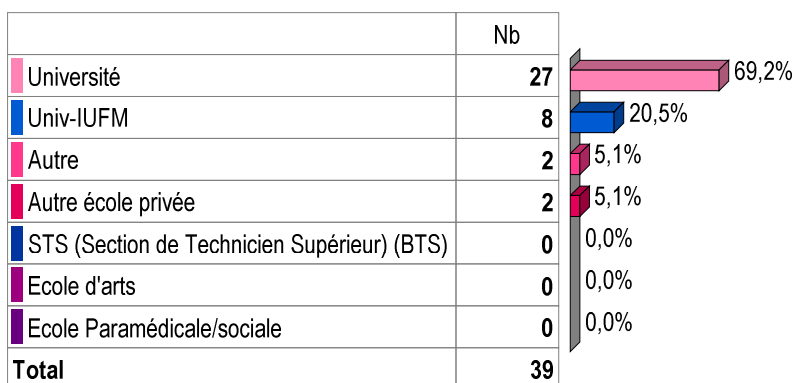 Nb
Université 27 69,2%
Univ-IUFM 8 20,5%
Autre 2 5,1%
Autre école privée 2 5,1%
STS (Section de Technicien Supérieur) (BTS) 0 0,0%
Ecole d'arts 0 0,0%
Ecole Paramédicale/sociale 0 0,0%
Total 39